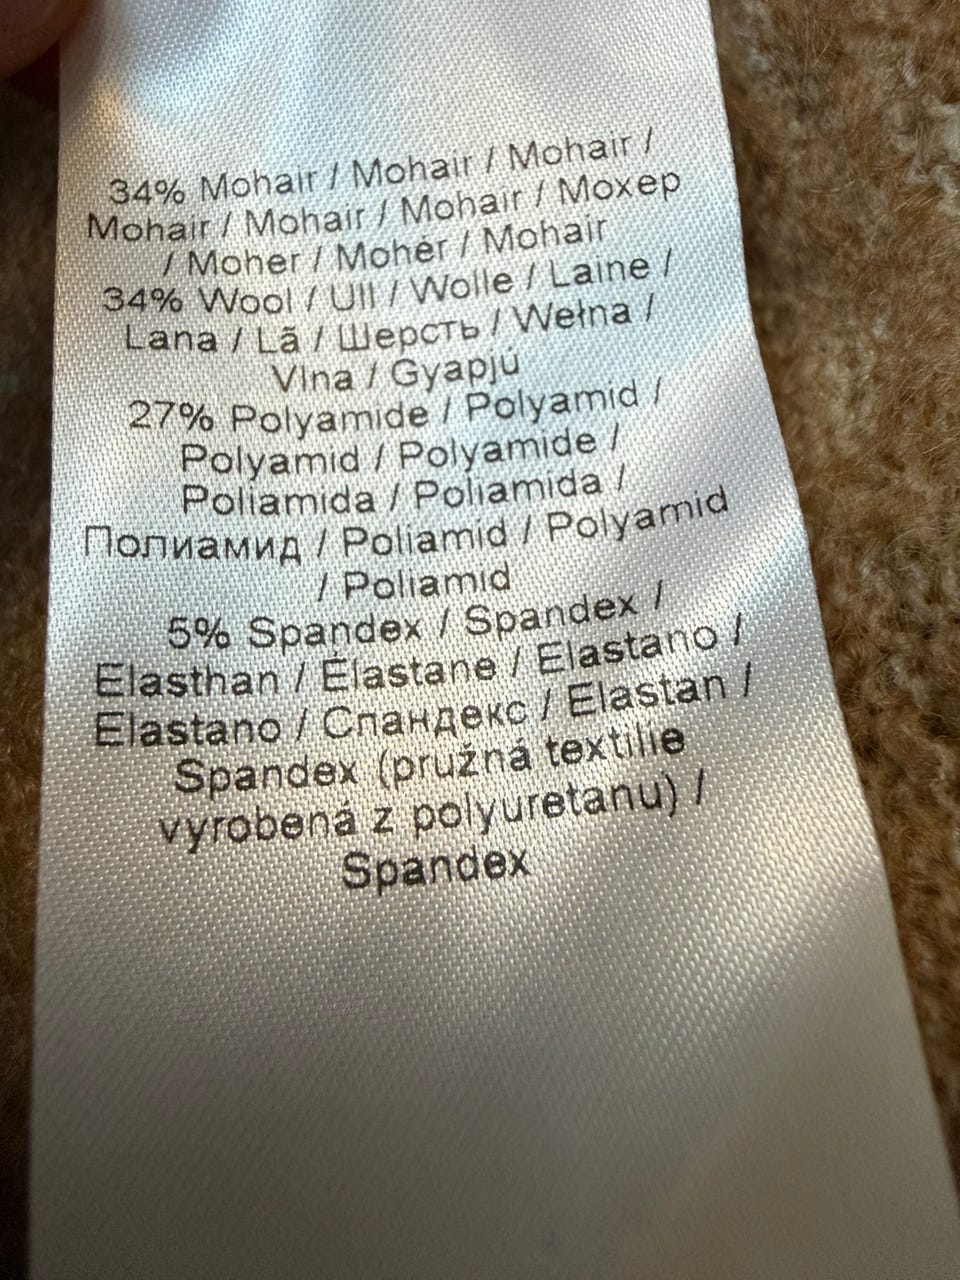 34% Mohair / Mohair / Mohair /
Mohair / Mohair / Mohair / Мохер
/ Moher / Mohér / Mohair
34% Wool / Ull / Wolle / Laine /
Lana / Lã / Шерсть / Wełna /
Vlna / Gyapjú
27% Polyamide / Polyamid /
Polyamid / Polyamide /
Poliamida / Poliamida /
Полиамид / Poliamid / Polyamid
/ Poliamid
5% Spandex / Spandex /
Elasthan / Élastane / Elastano /
Elastano / Спандекс / Elastan /
Spandex (pružná textilie
vyrobená z polyuretanu) /
Spandex